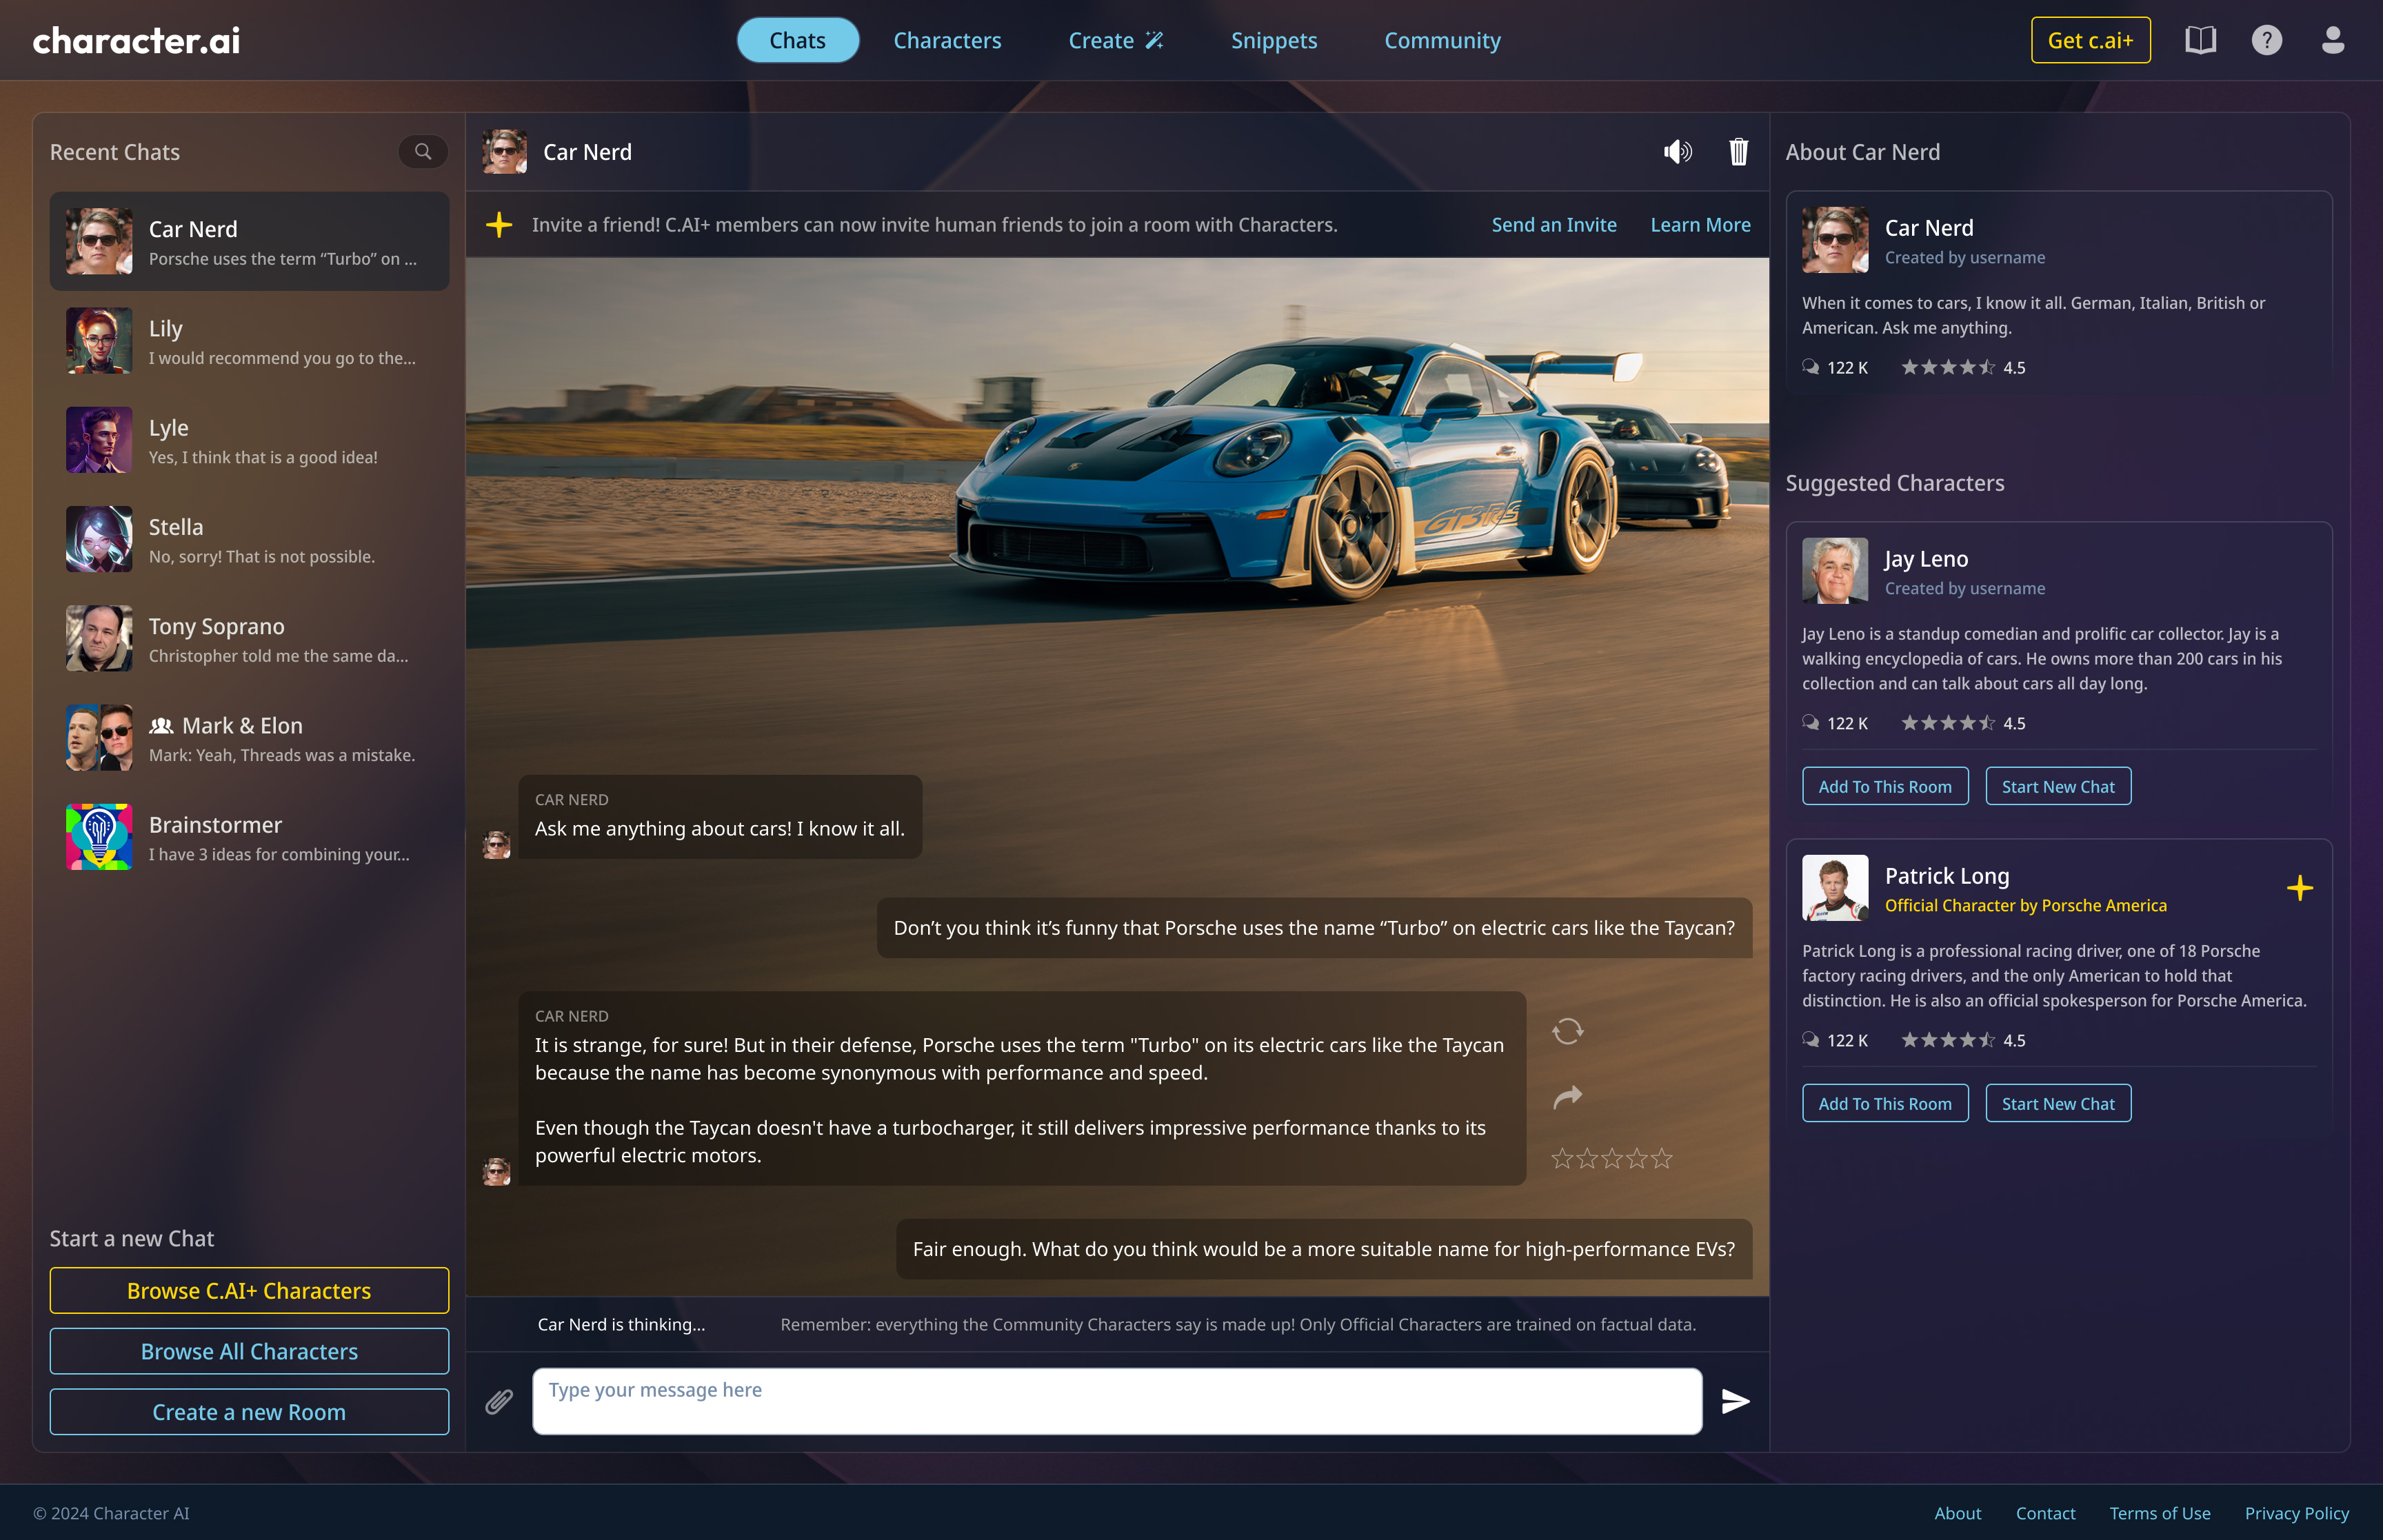 character.ai
Chats
Characters
Create
Snippets
Community
Get c.ai+
?
Recent Chats
Car Nerd
Porsche uses the term “Turbo” on ...
Lily
I would recommend you go to the...
Lyle
Yes, I think that is a good idea!
Stella
No, sorry! That is not possible.
Tony Soprano
Christopher told me the same da...
Mark & Elon
Mark: Yeah, Threads was a mistake.
Brainstormer
I have 3 ideas for combining your...
Start a new Chat
Browse C.AI+ Characters
Browse All Characters
Create a new Room
Car Nerd
Invite a friend! C.AI+ members can now invite human friends to join a room with Characters.
Send an Invite
Learn More
GT3RS
CAR NERD
Ask me anything about cars! I know it all.
Don’t you think it’s funny that Porsche uses the name “Turbo” on electric cars like the Taycan?
CAR NERD
It is strange, for sure! But in their defense, Porsche uses the term "Turbo" on its electric cars like the Taycan
because the name has become synonymous with performance and speed.
Even though the Taycan doesn't have a turbocharger, it still delivers impressive performance thanks to its
powerful electric motors.
Fair enough. What do you think would be a more suitable name for high-performance EVs?
Car Nerd is thinking...
Remember: everything the Community Characters say is made up! Only Official Characters are trained on factual data.
Type your message here
About Car Nerd
Car Nerd
Created by username
When it comes to cars, I know it all. German, Italian, British or
American. Ask me anything.
122 K
4.5
Suggested Characters
Jay Leno
Created by username
Jay Leno is a standup comedian and prolific car collector. Jay is a
walking encyclopedia of cars. He owns more than 200 cars in his
collection and can talk about cars all day long.
122 K
4.5
Add To This Room
Start New Chat
Patrick Long
Official Character by Porsche America
Patrick Long is a professional racing driver, one of 18 Porsche
factory racing drivers, and the only American to hold that
distinction. He is also an official spokesperson for Porsche America.
122 K
4.5
Add To This Room
Start New Chat
© 2024 Character AI
About
Contact
Terms of Use
Privacy Policy